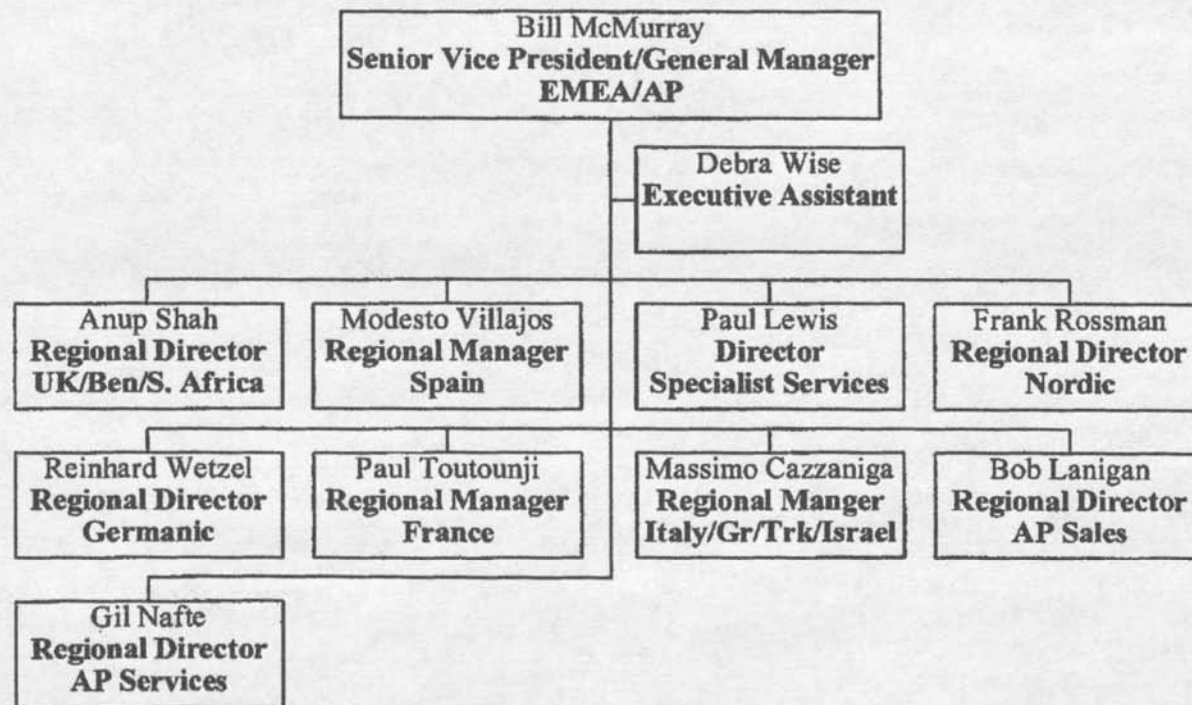 Bill McMurray
Senior Vice President/General Manager
EMEA/AP
Debra Wise
Executive Assistant
Anup Shah
Regional Director
UK/Ben/S. Africa
Modesto Villajos
Regional Manager
Spain
Paul Lewis
Director
Specialist Services
Frank Rossman
Regional Director
Nordic
Reinhard Wetzel
Regional Director
Germanic
Paul Toutounji
Regional Manager
France
Massimo Cazzaniga
Regional Manger
Italy/Gr/Trk/Israel
Bob Lanigan
Regional Director
AP Sales
Gil Nafte
Regional Director
AP Services